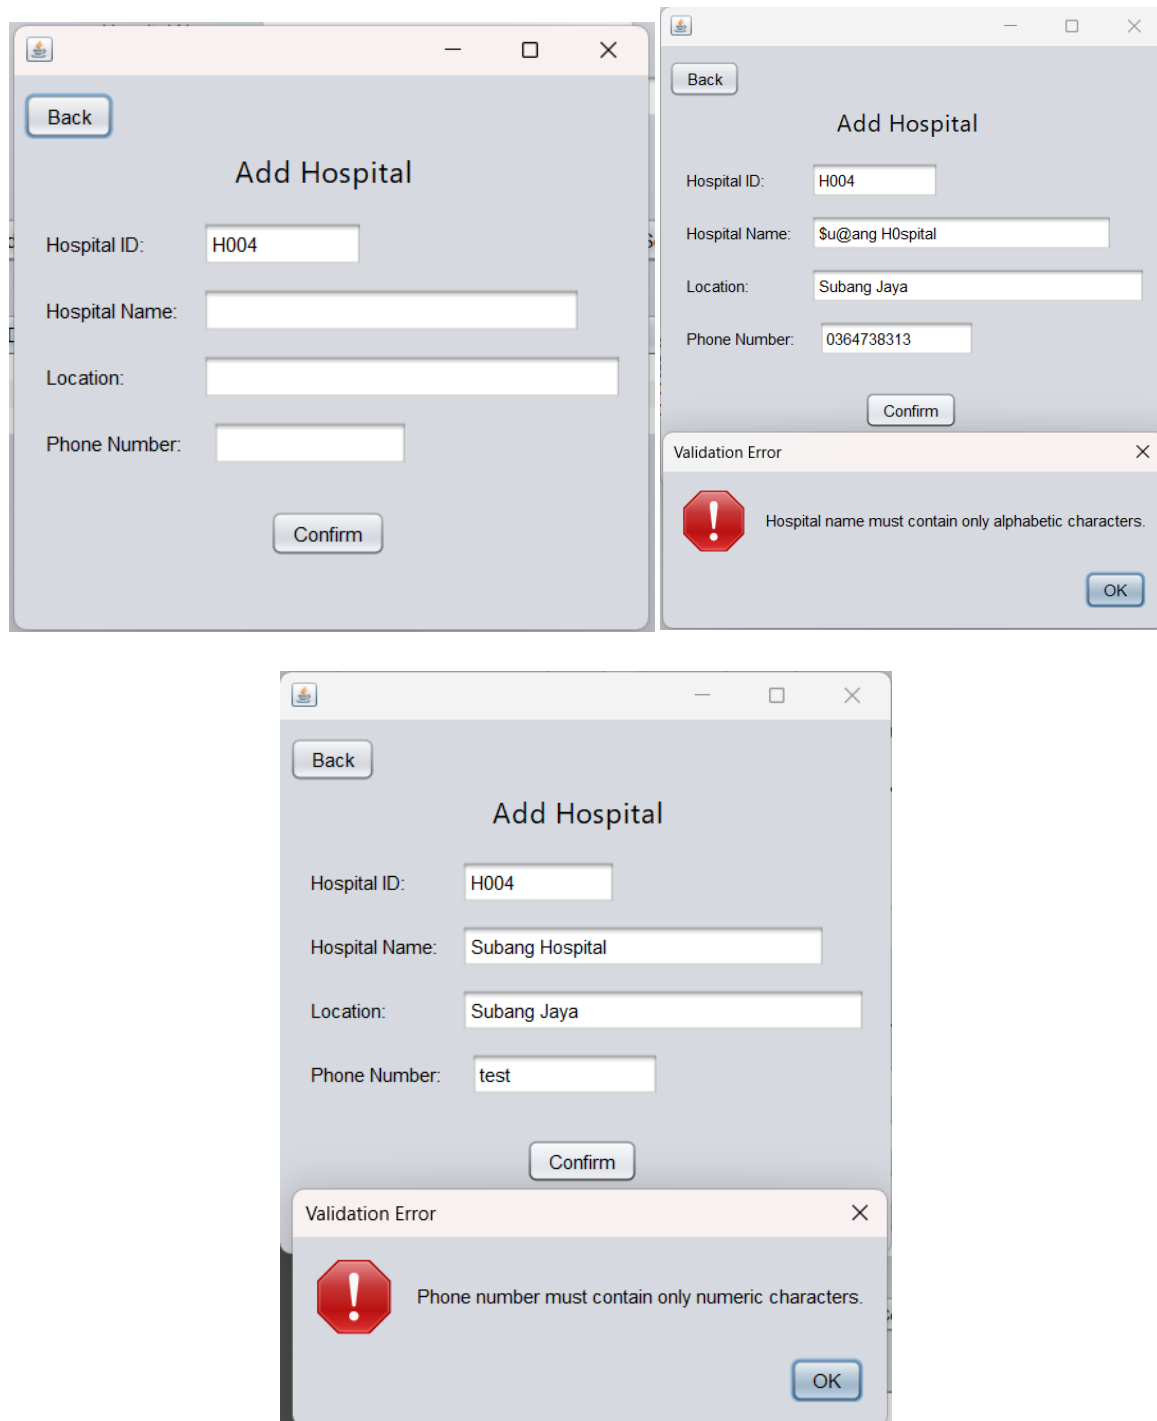 Back
Add Hospital
Hospital ID: H004
Hospital Name:
Location:
Phone Number:
Confirm
Back
Add Hospital
Hospital ID: H004
Hospital Name: $u@ang H0spital
Location: Subang Jaya
Phone Number: 0364738313
Confirm
Validation Error
Hospital name must contain only alphabetic characters.
OK
Back
Add Hospital
Hospital ID: H004
Hospital Name: Subang Hospital
Location: Subang Jaya
Phone Number: test
Confirm
Validation Error
Phone number must contain only numeric characters.
OK